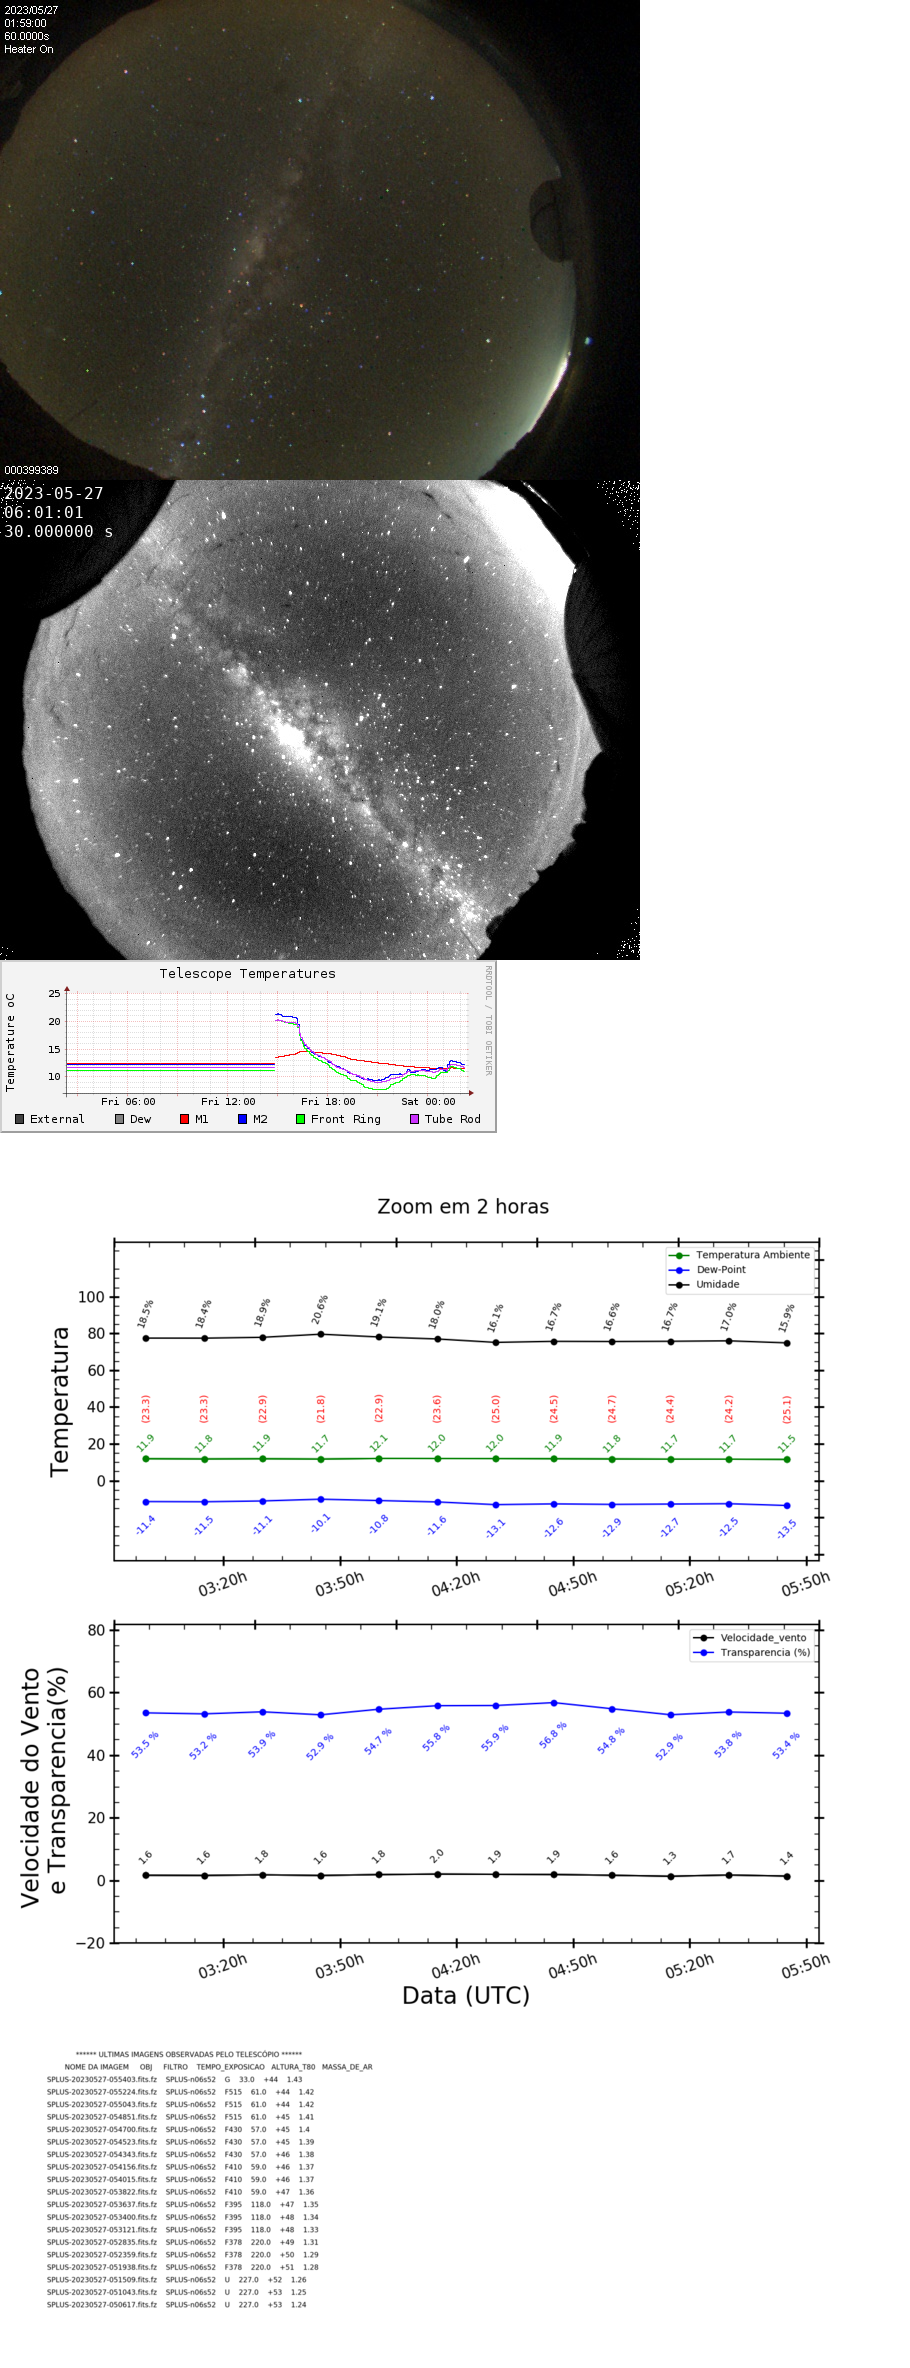 2023/05/27
01:59:00
60.0000s
Heater On
000399389
2023-05-27
06:01:01
-30.000000 s
Telescope Temperatures
RRDTOOL / TOBI OETIKER
Temperature oC
25
20
15
10
Fri 06:00 Fri 12:00 Fri 18:00 Sat 00:00
External Dew M1 M2 Front Ring Tube Rod
Zoom em 2 horas
Temperatura Ambiente
Dew-Point
Umidade
Temperatura
100
80
60
40
20
0
18.5% 18.4% 18.9% 20.6% 19.1% 18.0% 16.1% 16.7% 16.6% 16.7% 17.0% 15.9%
(23.3) (23.3) (22.9) (21.8) (22.9) (23.6) (25.0) (24.5) (24.7) (24.4) (24.2) (25.1)
11.9 11.8 11.9 11.7 12.1 12.0 12.0 11.9 11.8 11.7 11.7 11.5
-11.4 -11.5 -11.1 -10.1 -10.8 -11.6 -13.1 -12.6 -12.9 -12.7 -12.5 -13.5
03:20h 03:50h 04:20h 04:50h 05:20h 05:50h
Velocidade_vento
Transparencia (%)
Velocidade do Vento
e Transparencia(%)
80
60
40
20
0
−20
53.5 % 53.2 % 53.9 % 52.9 % 54.7 % 55.8 % 55.9 % 56.8 % 54.8 % 52.9 % 53.8 % 53.4 %
1.6 1.6 1.8 1.6 1.8 2.0 1.9 1.9 1.6 1.3 1.7 1.4
03:20h 03:50h 04:20h 04:50h 05:20h 05:50h
Data (UTC)
****** ULTIMAS IMAGENS OBSERVADAS PELO TELESCÓPIO ******
NOME DA IMAGEM OBJ FILTRO TEMPO_EXPOSICAO ALTURA_T80 MASSA_DE_AR
SPLUS-20230527-055403.fits.fz SPLUS-n06s52 G 33.0 +44 1.43
SPLUS-20230527-055224.fits.fz SPLUS-n06s52 F515 61.0 +44 1.42
SPLUS-20230527-055043.fits.fz SPLUS-n06s52 F515 61.0 +44 1.42
SPLUS-20230527-054851.fits.fz SPLUS-n06s52 F515 61.0 +45 1.41
SPLUS-20230527-054700.fits.fz SPLUS-n06s52 F430 57.0 +45 1.4
SPLUS-20230527-054523.fits.fz SPLUS-n06s52 F430 57.0 +45 1.39
SPLUS-20230527-054343.fits.fz SPLUS-n06s52 F430 57.0 +46 1.38
SPLUS-20230527-054156.fits.fz SPLUS-n06s52 F410 59.0 +46 1.37
SPLUS-20230527-054015.fits.fz SPLUS-n06s52 F410 59.0 +46 1.37
SPLUS-20230527-053822.fits.fz SPLUS-n06s52 F410 59.0 +47 1.36
SPLUS-20230527-053637.fits.fz SPLUS-n06s52 F395 118.0 +47 1.35
SPLUS-20230527-053400.fits.fz SPLUS-n06s52 F395 118.0 +48 1.34
SPLUS-20230527-053121.fits.fz SPLUS-n06s52 F395 118.0 +48 1.33
SPLUS-20230527-052835.fits.fz SPLUS-n06s52 F378 220.0 +49 1.31
SPLUS-20230527-052359.fits.fz SPLUS-n06s52 F378 220.0 +50 1.29
SPLUS-20230527-051938.fits.fz SPLUS-n06s52 F378 220.0 +51 1.28
SPLUS-20230527-051509.fits.fz SPLUS-n06s52 U 227.0 +52 1.26
SPLUS-20230527-051043.fits.fz SPLUS-n06s52 U 227.0 +53 1.25
SPLUS-20230527-050617.fits.fz SPLUS-n06s52 U 227.0 +53 1.24